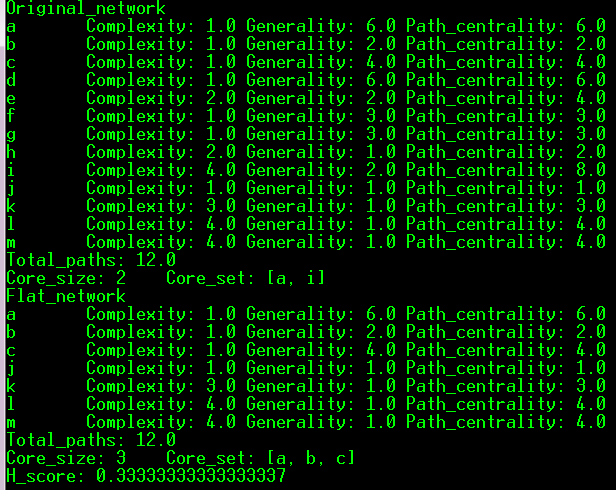 Original_network
a Complexity: 1.0 Generality: 6.0 Path_centrality: 6.0
b Complexity: 1.0 Generality: 2.0 Path_centrality: 2.0
c Complexity: 1.0 Generality: 4.0 Path_centrality: 4.0
d Complexity: 1.0 Generality: 6.0 Path_centrality: 6.0
e Complexity: 2.0 Generality: 2.0 Path_centrality: 4.0
f Complexity: 1.0 Generality: 3.0 Path_centrality: 3.0
g Complexity: 1.0 Generality: 3.0 Path_centrality: 3.0
h Complexity: 2.0 Generality: 1.0 Path_centrality: 2.0
i Complexity: 4.0 Generality: 2.0 Path_centrality: 8.0
j Complexity: 1.0 Generality: 1.0 Path_centrality: 1.0
k Complexity: 3.0 Generality: 1.0 Path_centrality: 3.0
l Complexity: 4.0 Generality: 1.0 Path_centrality: 4.0
m Complexity: 4.0 Generality: 1.0 Path_centrality: 4.0
Total_paths: 12.0
Core_size: 2 Core_set: [a, i]
Flat_network
a Complexity: 1.0 Generality: 6.0 Path_centrality: 6.0
b Complexity: 1.0 Generality: 2.0 Path_centrality: 2.0
c Complexity: 1.0 Generality: 4.0 Path_centrality: 4.0
j Complexity: 1.0 Generality: 1.0 Path_centrality: 1.0
k Complexity: 3.0 Generality: 1.0 Path_centrality: 3.0
l Complexity: 4.0 Generality: 1.0 Path_centrality: 4.0
m Complexity: 4.0 Generality: 1.0 Path_centrality: 4.0
Total_paths: 12.0
Core_size: 3 Core_set: [a, b, c]
H_score: 0.33333333333333337